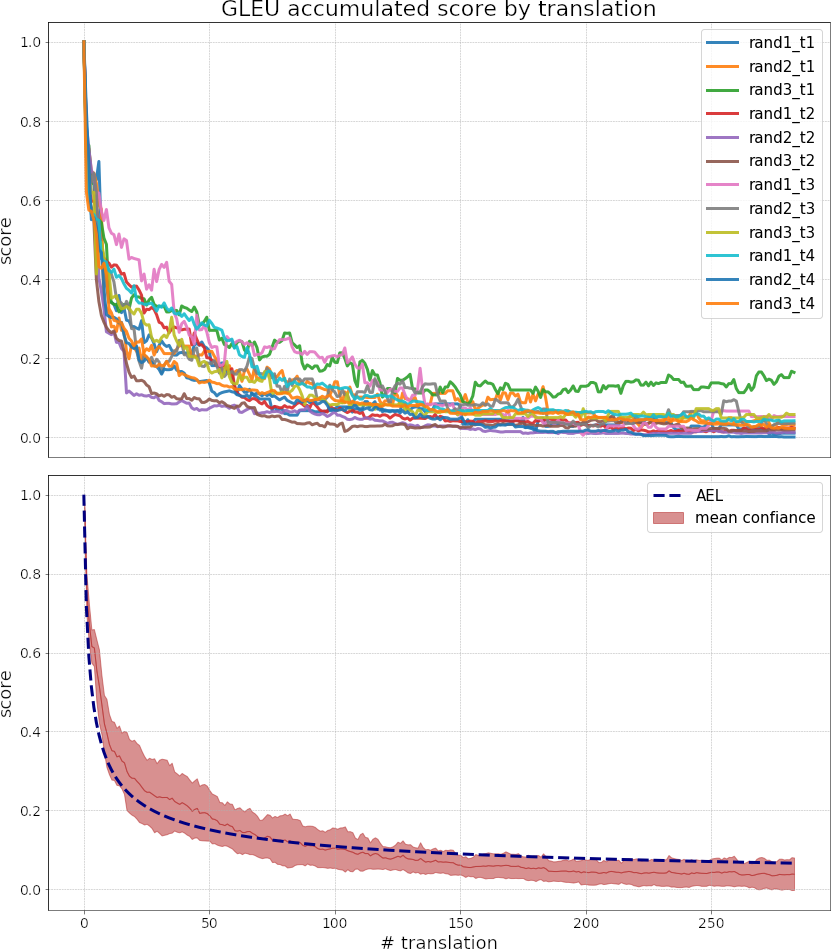 GLEU accumulated score by translation
1.0
0.8
0.6
0.4
0.2
0.0
score
rand1_t1
rand2_t1
rand3_t1
rand1_t2
rand2_t2
rand3_t2
rand1_t3
rand2_t3
rand3_t3
rand1_t4
rand2_t4
rand3_t4
1.0
0.8
0.6
0.4
0.2
0.0
score
AEL
mean confiance
0 50 100 150 200 250
# translation